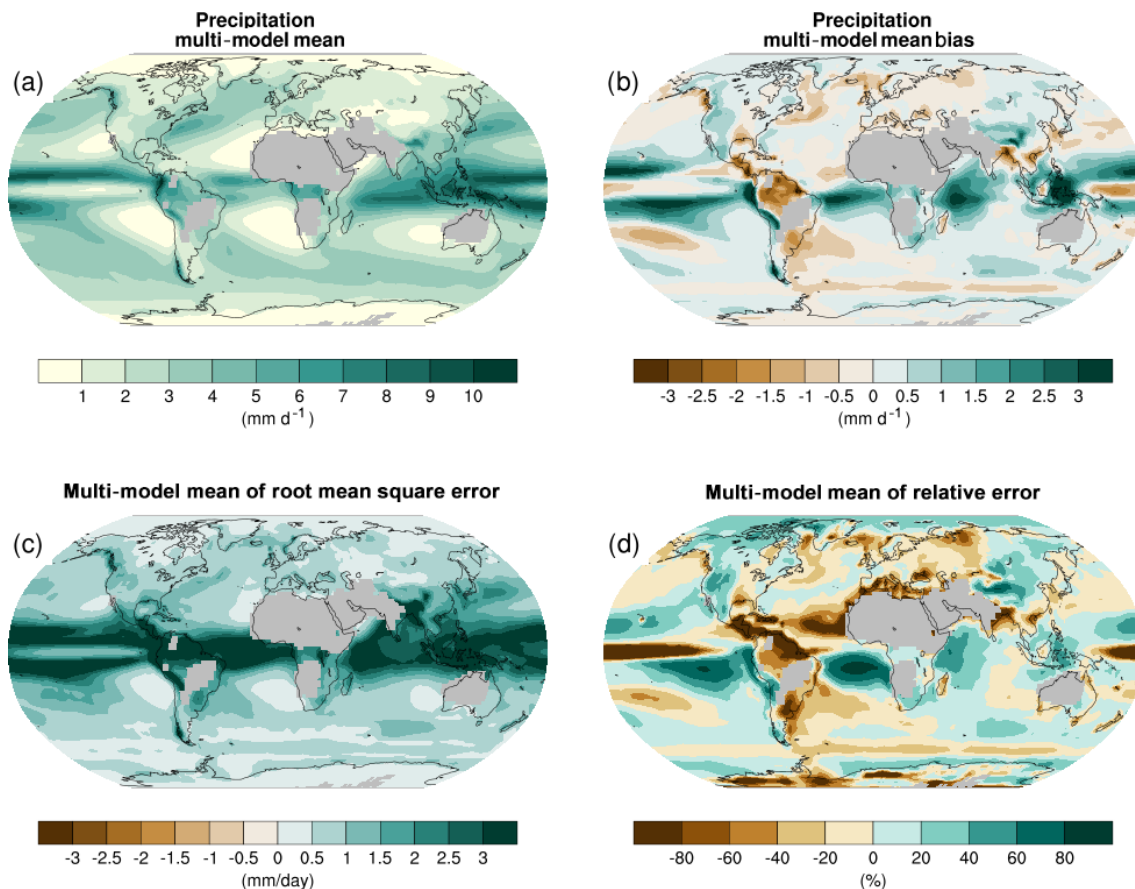 Precipitation
multi-model mean
(a)
1 2 3 4 5 6 7 8 9 10
(mm d⁻¹)
Precipitation
multi-model mean bias
(b)
-3 -2.5 -2 -1.5 -1 -0.5 0 0.5 1 1.5 2 2.5 3
(mm d⁻¹)
Multi-model mean of root mean square error
(c)
-3 -2.5 -2 -1.5 -1 -0.5 0 0.5 1 1.5 2 2.5 3
(mm/day)
Multi-model mean of relative error
(d)
-80 -60 -40 -20 0 20 40 60 80
(%)